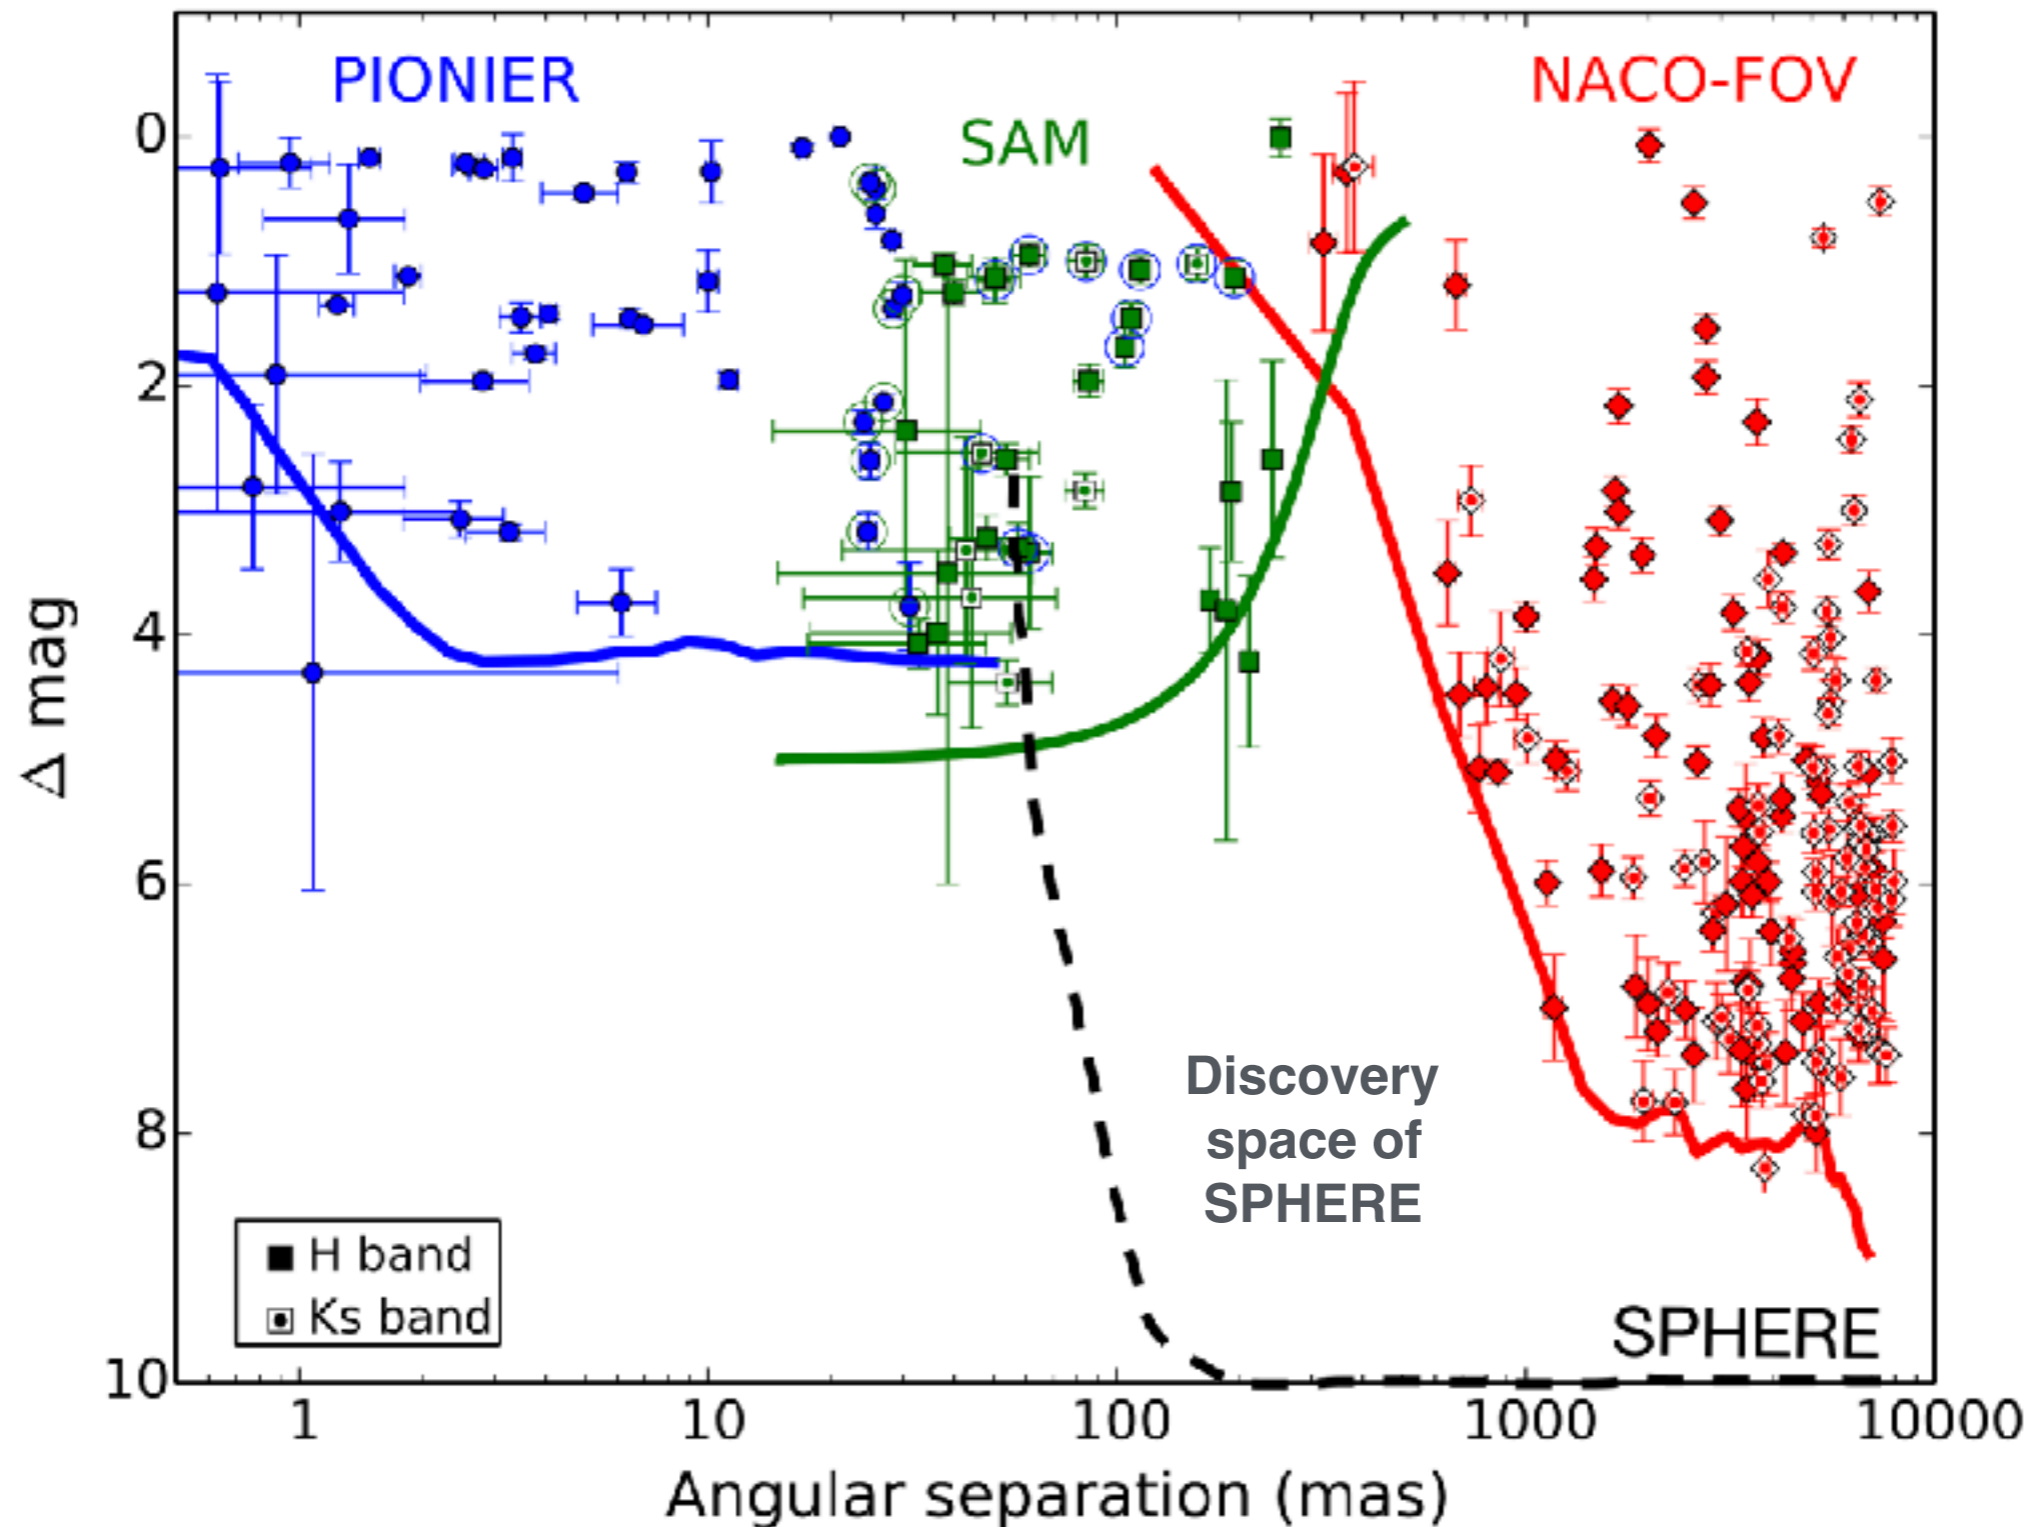 PIONIER
NACO-FOV
SAM
0
2
4
6
8
10
Δ mag
Discovery
space of
SPHERE
H band
Ks band
SPHERE
1
10
100
1000
10000
Angular separation (mas)